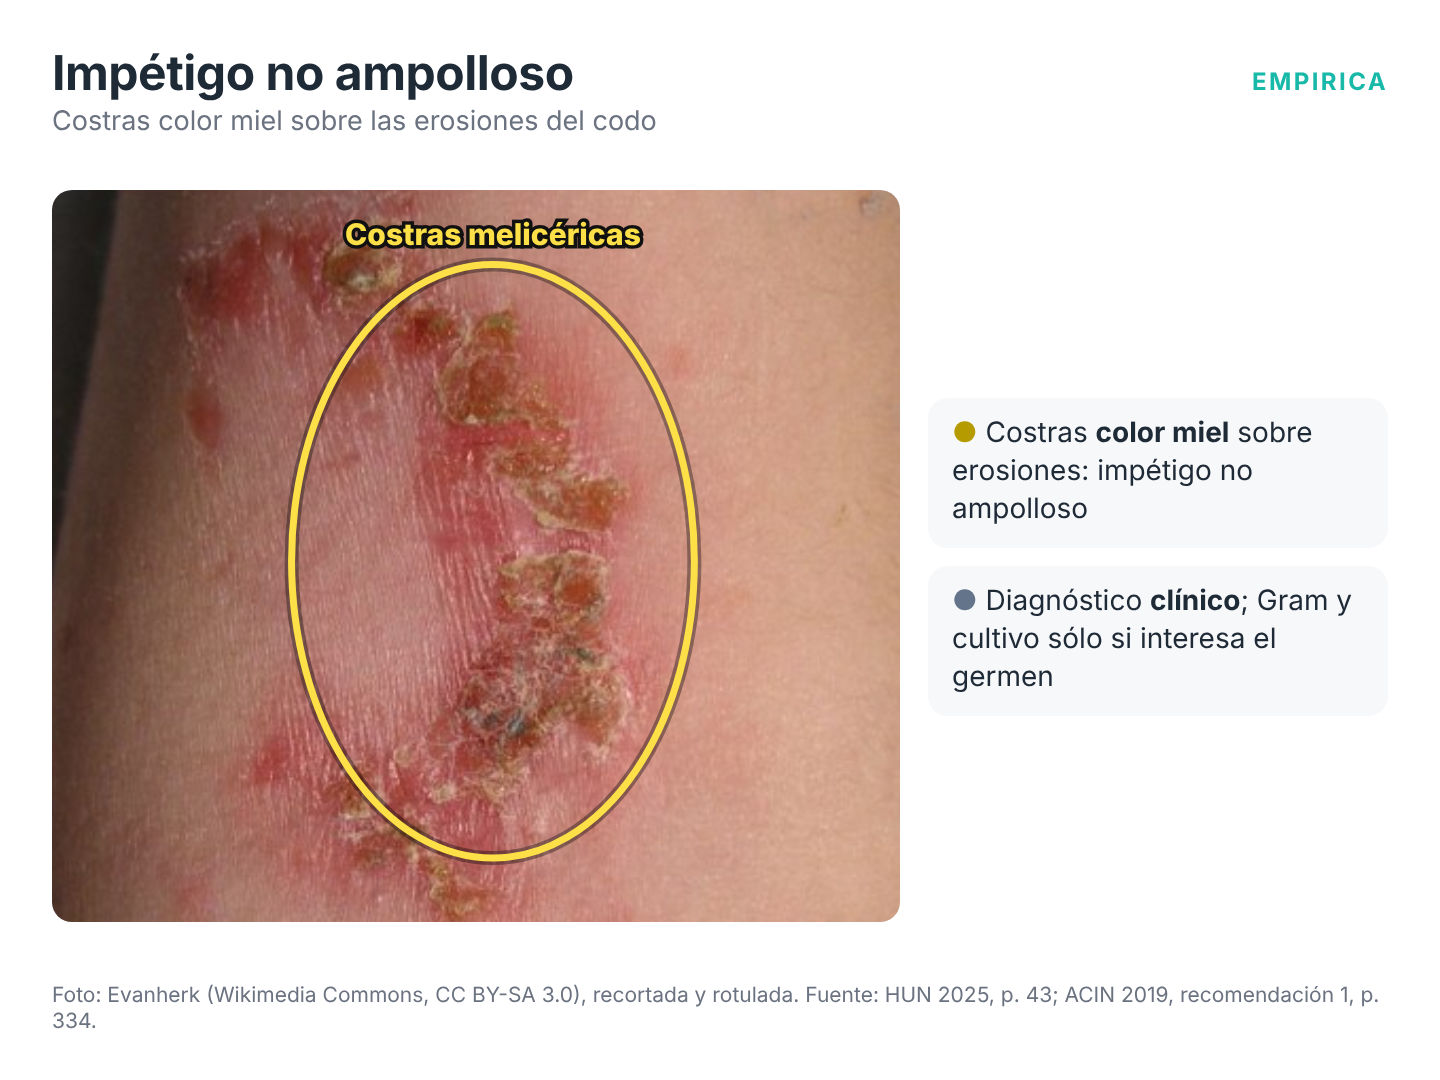 Impétigo no ampolloso
EMPIRICA
Costras color miel sobre las erosiones del codo
Costras melicéricas
Costras color miel sobre
erosiones: impétigo no
ampolloso
Diagnóstico clínico; Gram y
cultivo sólo si interesa el
germen
Foto: Evanherk (Wikimedia Commons, CC BY-SA 3.0), recortada y rotulada. Fuente: HUN 2025, p. 43; ACIN 2019, recomendación 1, p.
334.